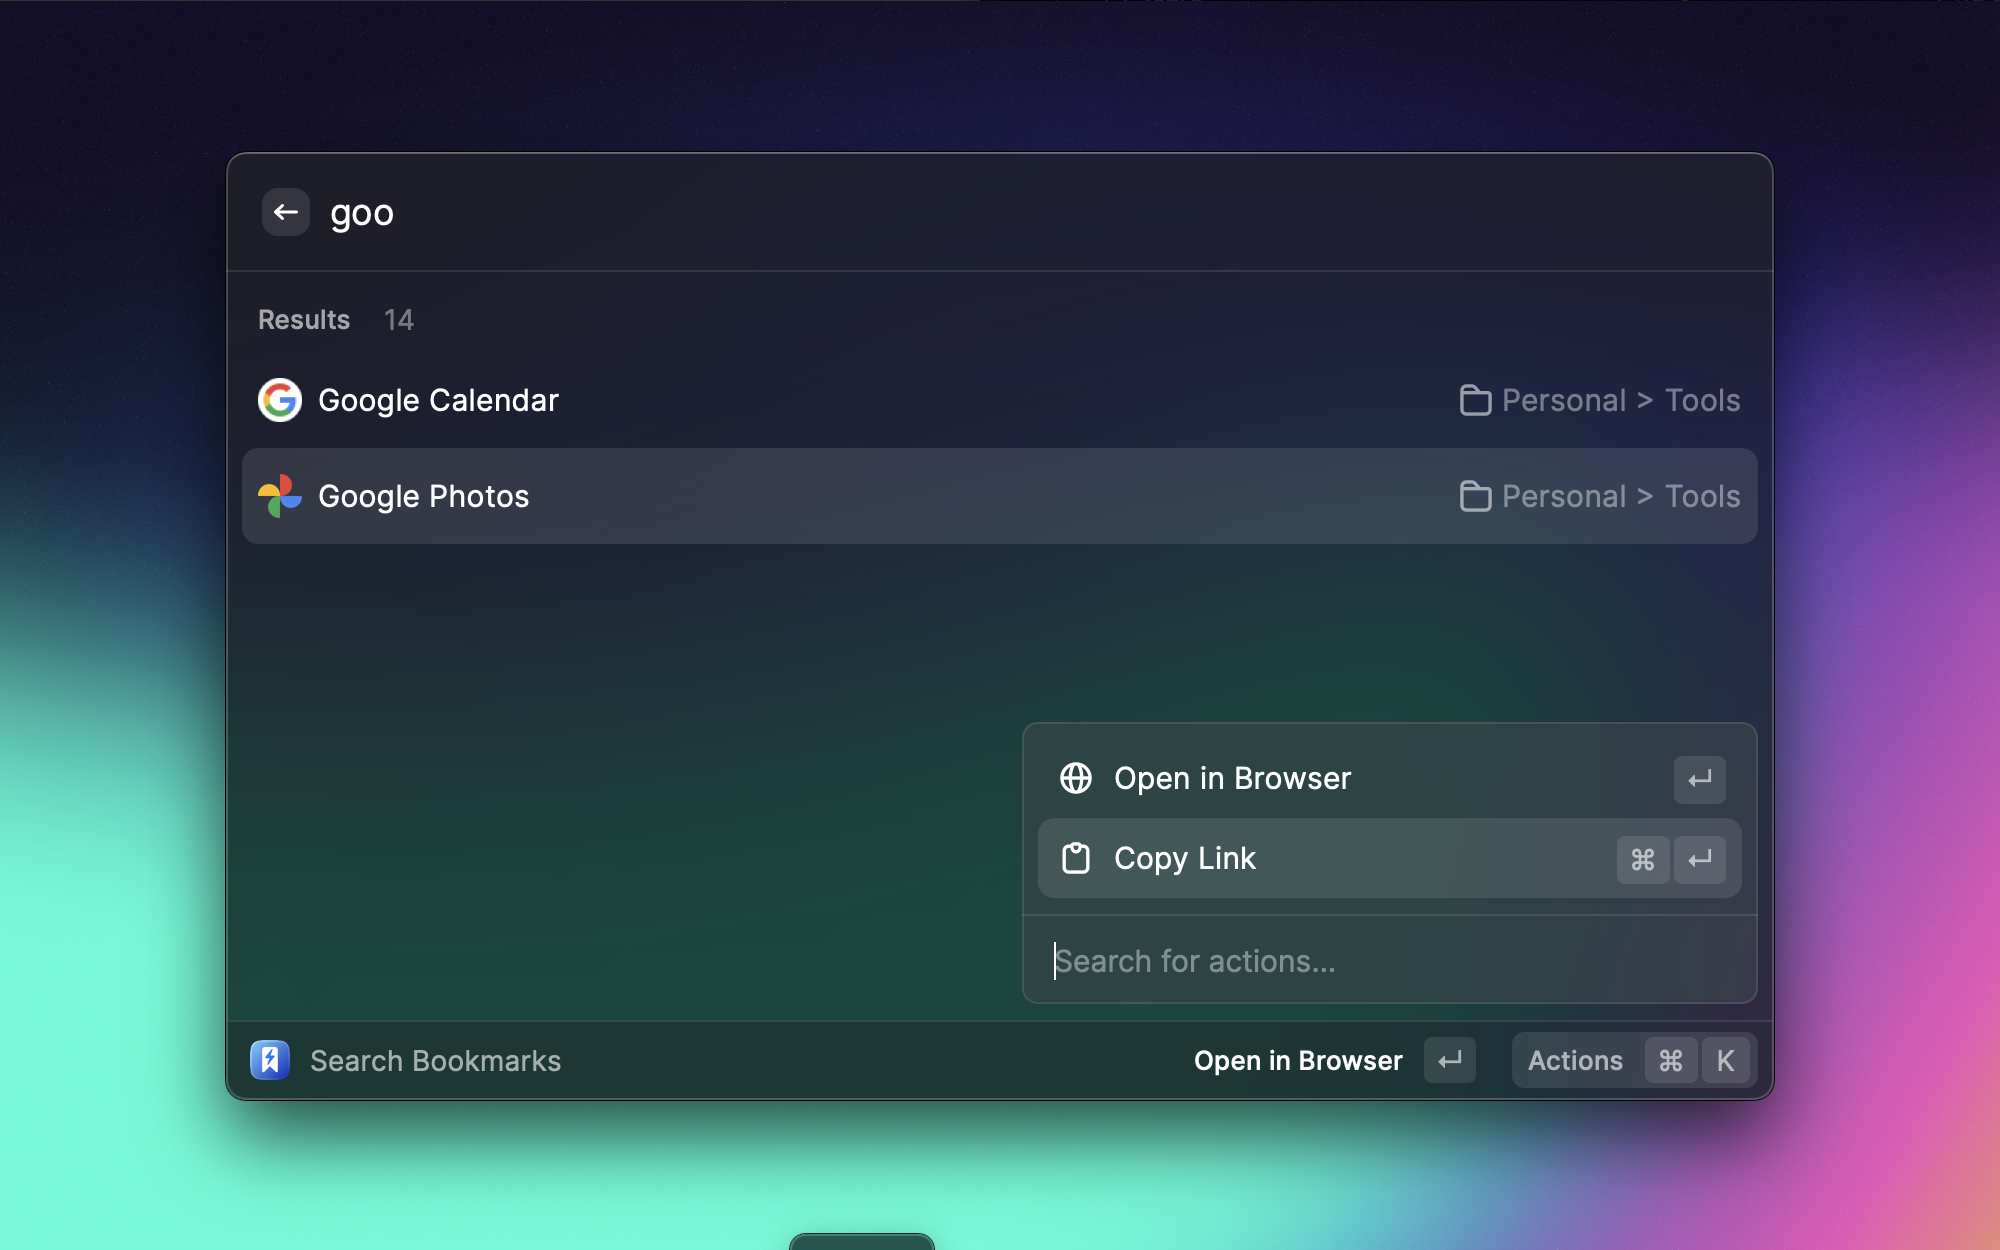 goo
Results 14
Google Calendar Personal > Tools
Google Photos Personal > Tools
Open in Browser ↵
Copy Link ⌘ ↵
Search for actions...
Search Bookmarks Open in Browser ↵ Actions ⌘ K